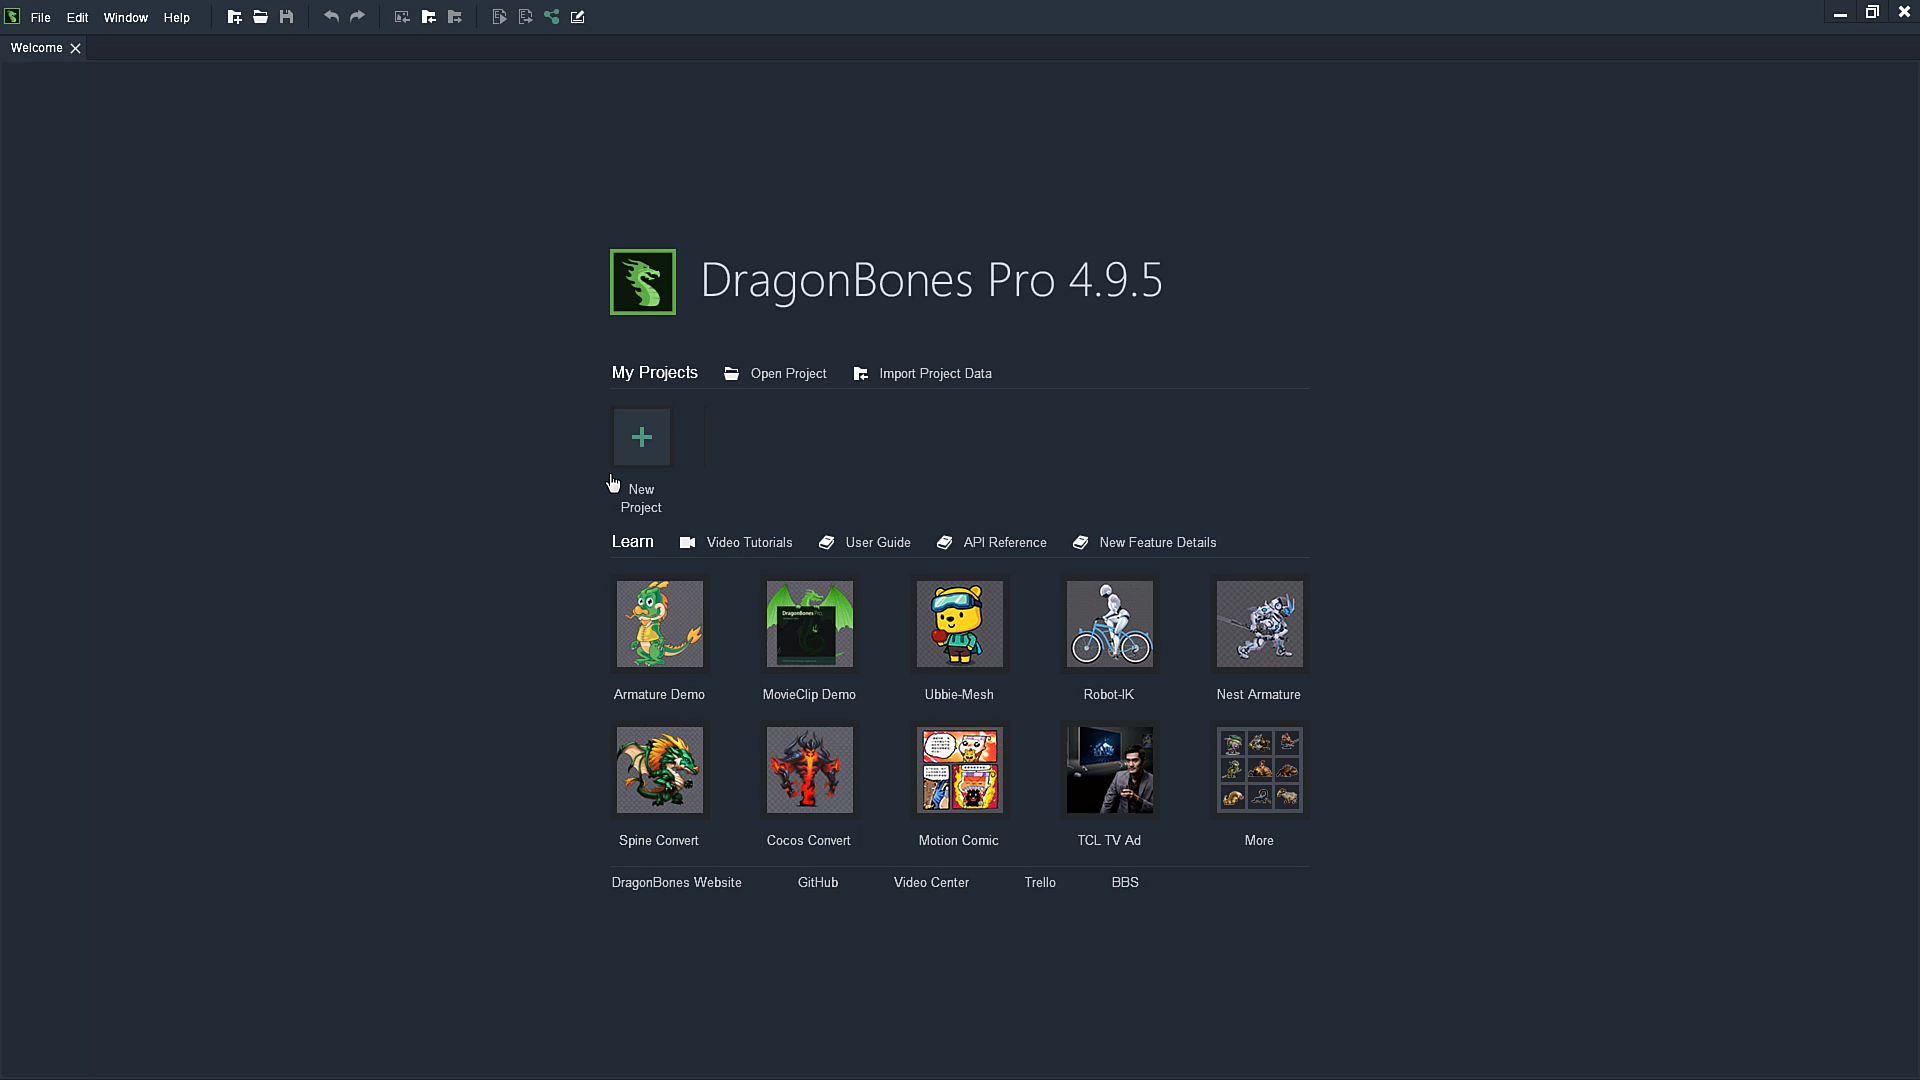 File Edit Window Help
Welcome
DragonBones Pro 4.9.5
My Projects Open Project Import Project Data
New
Project
Learn Video Tutorials User Guide API Reference New Feature Details
DragonBones Pro
Armature Demo MovieClip Demo Ubbie-Mesh Robot-IK Nest Armature
Spine Convert Cocos Convert Motion Comic TCL TV Ad More
DragonBones Website GitHub Video Center Trello BBS